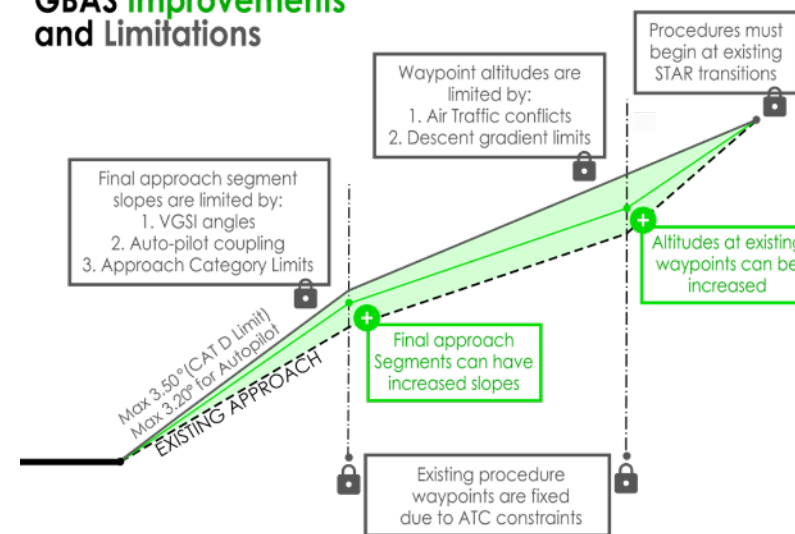 GBAS Improvements
and Limitations
Procedures must
begin at existing
STAR transitions
Waypoint altitudes are
limited by:
1. Air Traffic conflicts
2. Descent gradient limits
Final approach segment
slopes are limited by:
1. VGSI angles
2. Auto-pilot coupling
3. Approach Category Limits
Altitudes at existing
waypoints can be
increased
Final approach
Segments can have
increased slopes
Max 3.50° (CAT D Limit)
Max 3.20° for Autopilot
EXISTING APPROACH
Existing procedure
waypoints are fixed
due to ATC constraints